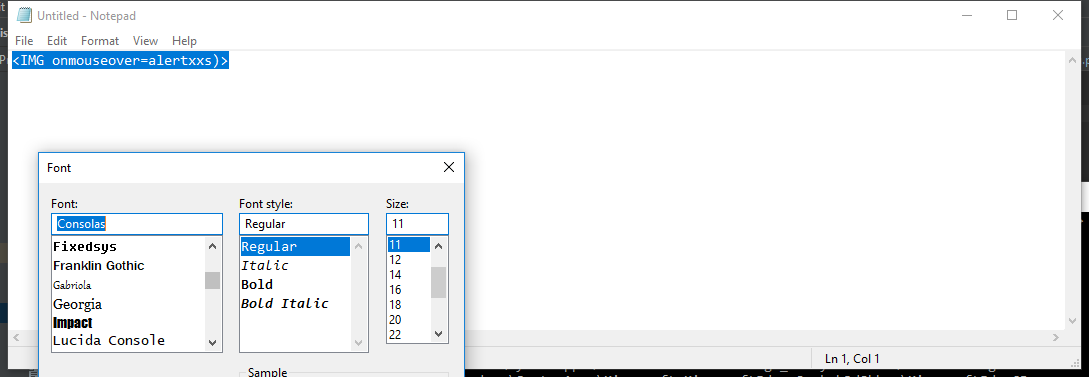 Untitled - Notepad
File Edit Format View Help
<IMG onmouseover=alertxxs)>
Font
Font: Font style: Size:
Consolas Regular 11
Fixedsys Regular 11
Franklin Gothic Italic 12
Gabriola Bold 14
Georgia Bold Italic 16
Impact 18
Lucida Console 20
22
Sample
Ln 1, Col 1